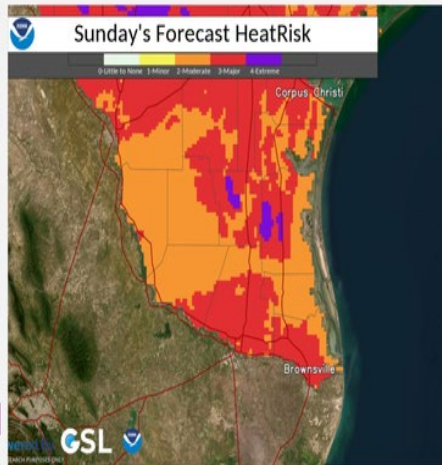 Sunday's Forecast HeatRisk
0-Little to None 1-Minor 2-Moderate 3-Major 4-Extreme
Corpus Christi
Brownsville
GSL